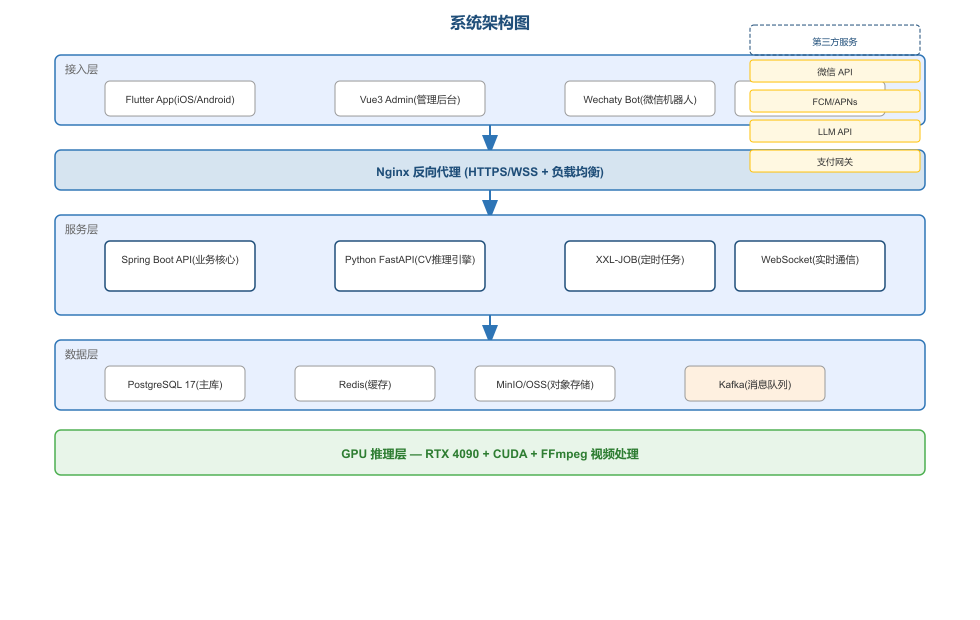 系统架构图
第三方服务
接入层
微信 API
Flutter App(iOS/Android)
Vue3 Admin(管理后台)
Wechaty Bot(微信机器人)
FCM/APNs
LLM API
支付网关
Nginx 反向代理 (HTTPS/WSS + 负载均衡)
服务层
Spring Boot API(业务核心)
Python FastAPI(CV推理引擎)
XXL-JOB(定时任务)
WebSocket(实时通信)
数据层
PostgreSQL 17(主库)
Redis(缓存)
MinIO/OSS(对象存储)
Kafka(消息队列)
GPU 推理层 — RTX 4090 + CUDA + FFmpeg 视频处理